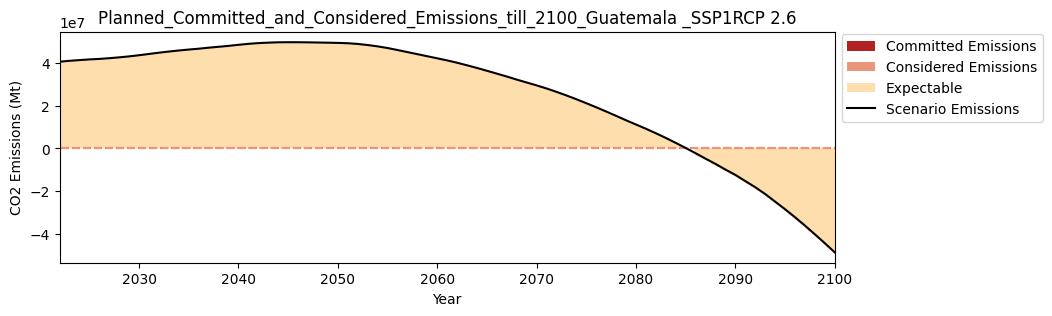 Planned_Committed_and_Considered_Emissions_till_2100_Guatemala _SSP1RCP 2.6
1e7
CO2 Emissions (Mt)
4
2
0
−2
−4
2030 2040 2050 2060 2070 2080 2090 2100
Year
Committed Emissions
Considered Emissions
Expectable
Scenario Emissions